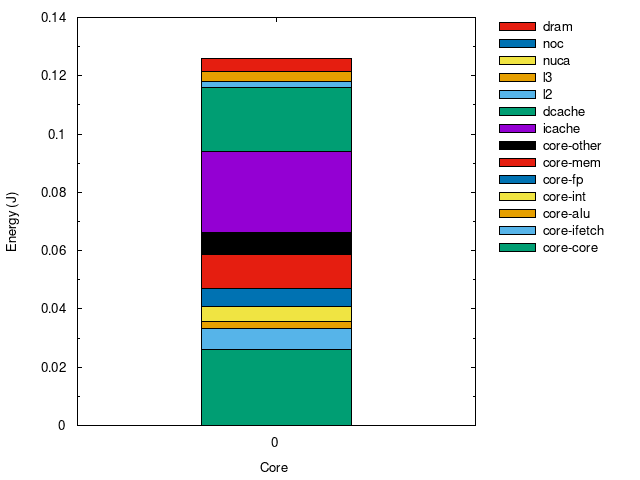 0.14
0.12
0.1
0.08
0.06
0.04
0.02
0
Energy (J)
0
Core
dram
noc
nuca
l3
l2
dcache
icache
core-other
core-mem
core-fp
core-int
core-alu
core-ifetch
core-core